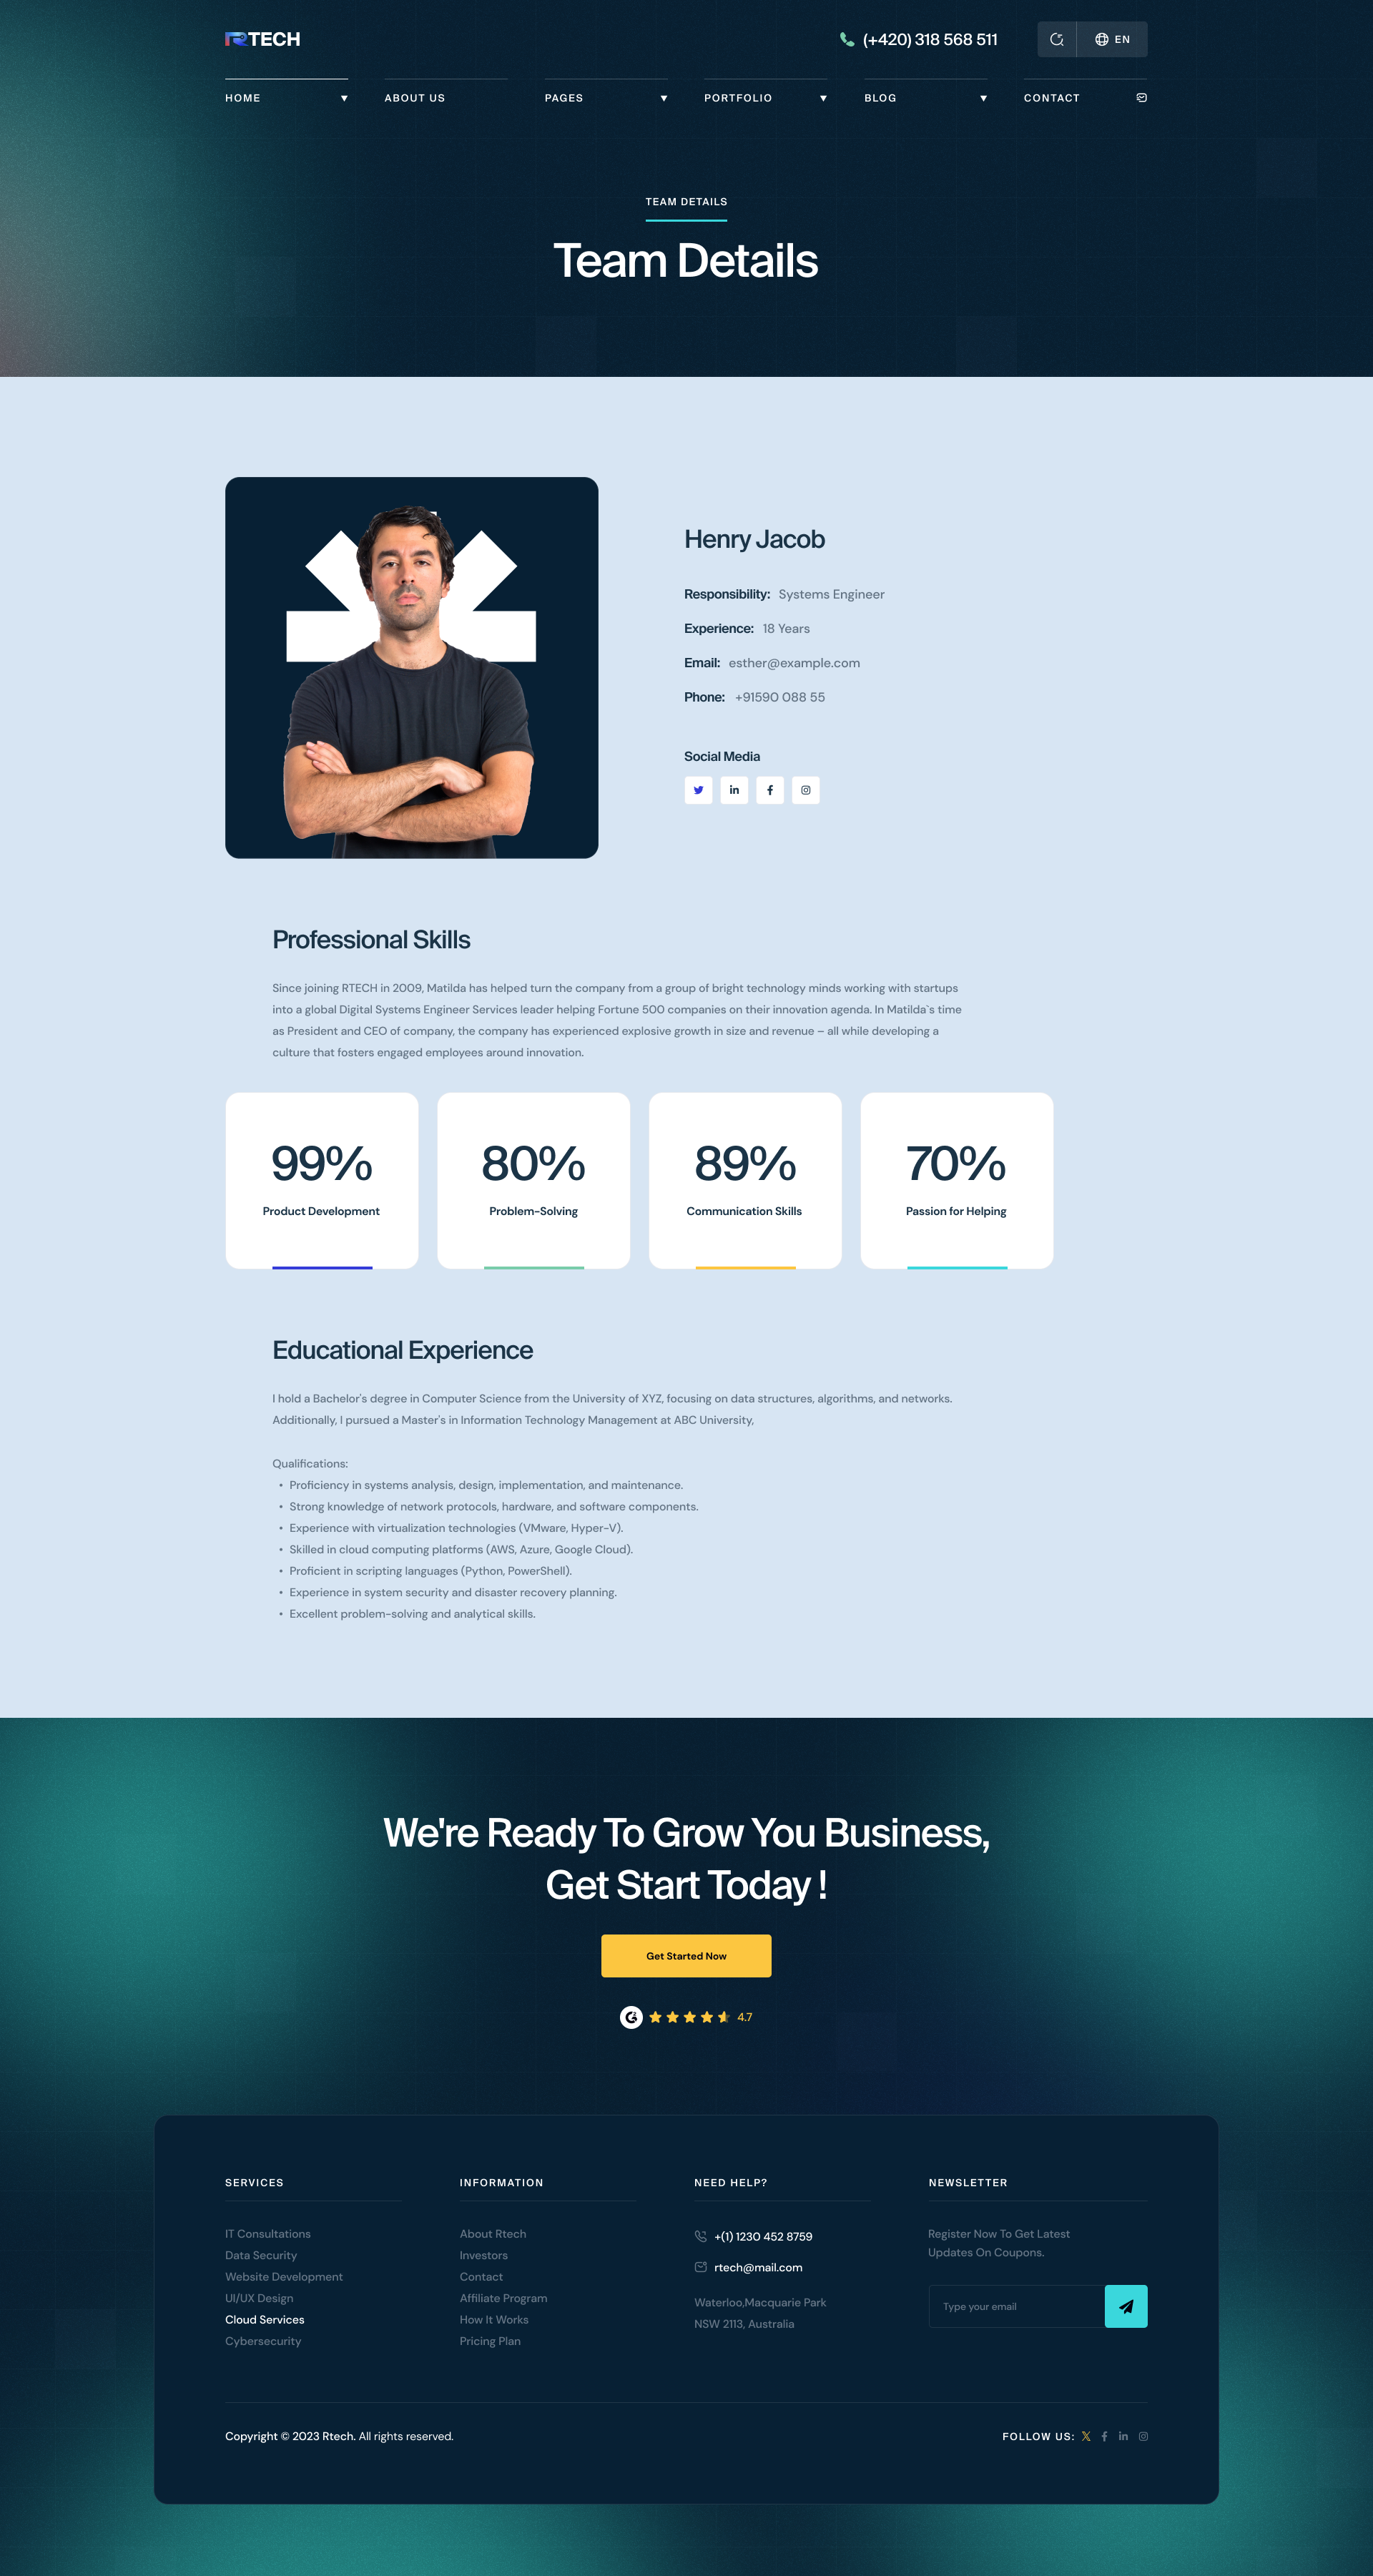 RTECH
(+420) 318 568 511
EN
HOME
ABOUT US
PAGES
PORTFOLIO
BLOG
CONTACT
TEAM DETAILS
Team Details
Henry Jacob
Responsibility: Systems Engineer
Experience: 18 Years
Email: esther@example.com
Phone: +91590 088 55
Social Media
Professional Skills
Since joining RTECH in 2009, Matilda has helped turn the company from a group of bright technology minds working with startups
into a global Digital Systems Engineer Services leader helping Fortune 500 companies on their innovation agenda. In Matilda`s time
as President and CEO of company, the company has experienced explosive growth in size and revenue – all while developing a
culture that fosters engaged employees around innovation.
99%
Product Development
80%
Problem-Solving
89%
Communication Skills
70%
Passion for Helping
Educational Experience
I hold a Bachelor's degree in Computer Science from the University of XYZ, focusing on data structures, algorithms, and networks.
Additionally, I pursued a Master's in Information Technology Management at ABC University,
Qualifications:
• Proficiency in systems analysis, design, implementation, and maintenance.
• Strong knowledge of network protocols, hardware, and software components.
• Experience with virtualization technologies (VMware, Hyper-V).
• Skilled in cloud computing platforms (AWS, Azure, Google Cloud).
• Proficient in scripting languages (Python, PowerShell).
• Experience in system security and disaster recovery planning.
• Excellent problem-solving and analytical skills.
We're Ready To Grow You Business,
Get Start Today !
Get Started Now
4.7
SERVICES
IT Consultations
Data Security
Website Development
UI/UX Design
Cloud Services
Cybersecurity
INFORMATION
About Rtech
Investors
Contact
Affiliate Program
How It Works
Pricing Plan
NEED HELP?
+(1) 1230 452 8759
rtech@mail.com
Waterloo,Macquarie Park
NSW 2113, Australia
NEWSLETTER
Register Now To Get Latest
Updates On Coupons.
Type your email
Copyright © 2023 Rtech. All rights reserved.
FOLLOW US: